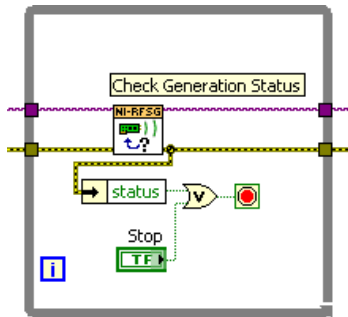 Check Generation Status
NI-RFSG
?
status
V
Stop
TF
i